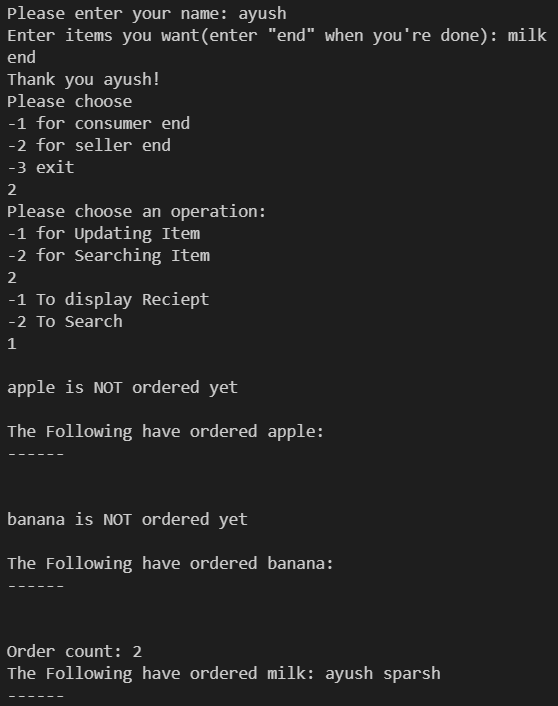 Please enter your name: ayush
Enter items you want(enter "end" when you're done): milk
end
Thank you ayush!
Please choose
-1 for consumer end
-2 for seller end
-3 exit
2
Please choose an operation:
-1 for Updating Item
-2 for Searching Item
2
-1 To display Reciept
-2 To Search
1
apple is NOT ordered yet
The Following have ordered apple:
------
banana is NOT ordered yet
The Following have ordered banana:
------
Order count: 2
The Following have ordered milk: ayush sparsh
------